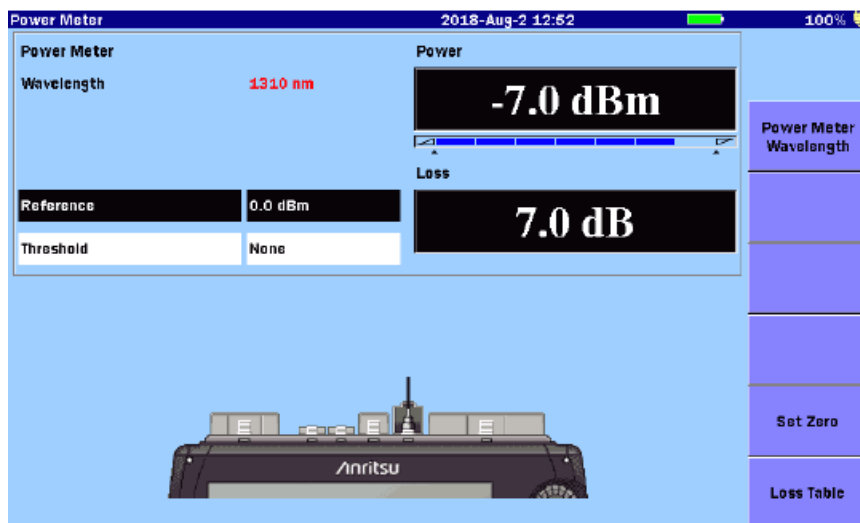 Power Meter 2018-Aug-2 12:52 100%
Power Meter
Wavelength 1310 nm
Power
-7.0 dBm
Loss
7.0 dB
Reference 0.0 dBm
Threshold None
Power Meter
Wavelength
Set Zero
Loss Table
Anritsu